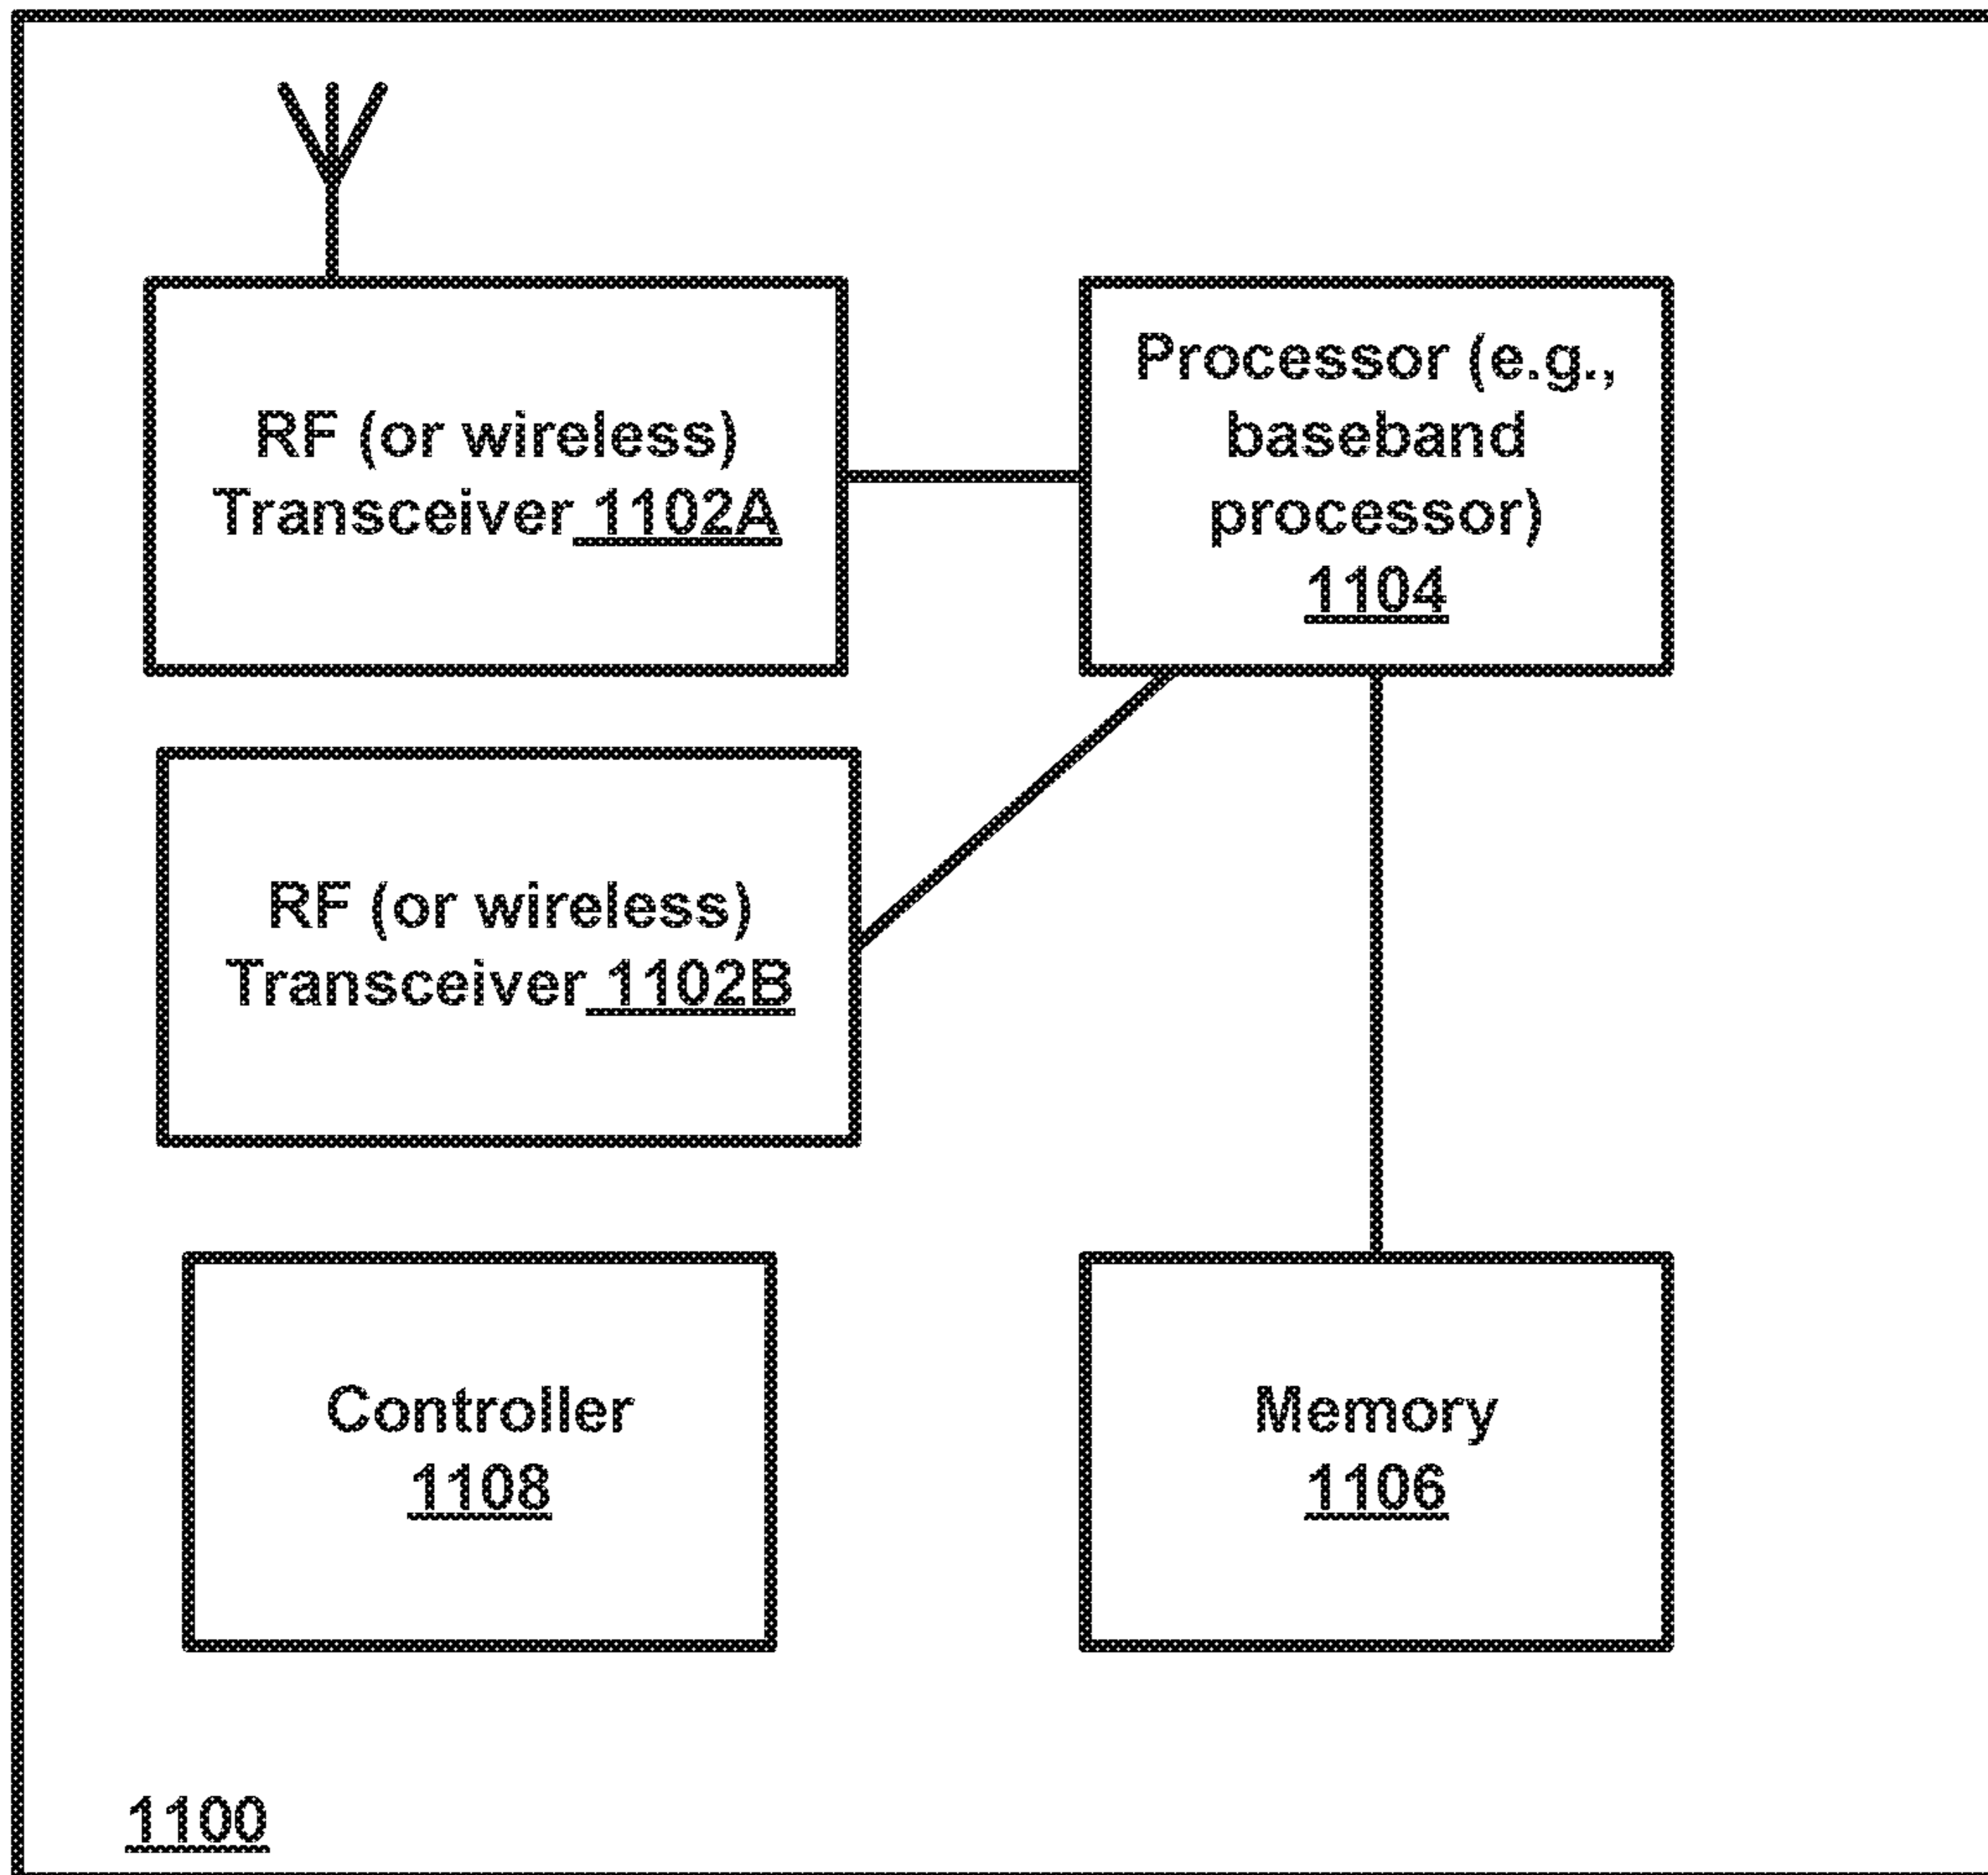 RF (or wireless)
Transceiver 1102A
Processor (e.g.,
baseband
processor)
1104
RF (or wireless)
Transceiver 1102B
Controller
1108
Memory
1106
1100